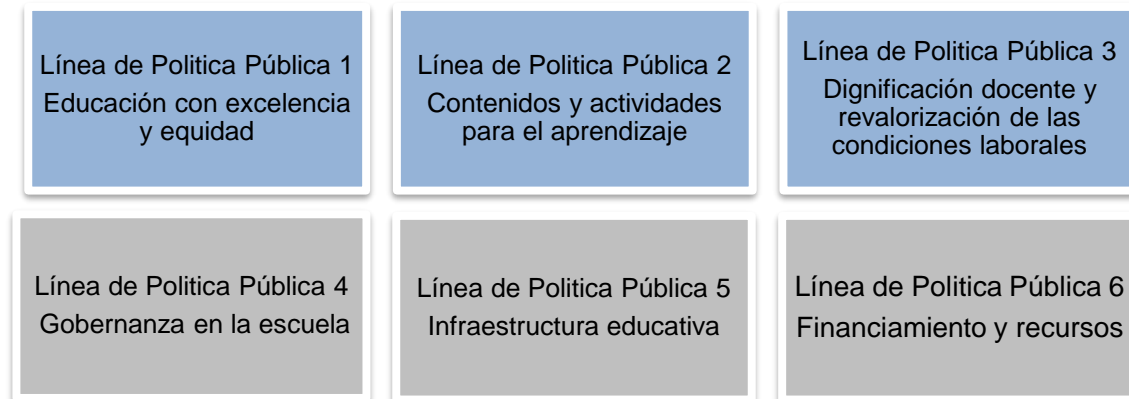 Línea de Politica Pública 1
Educación con excelencia
y equidad
Línea de Politica Pública 2
Contenidos y actividades
para el aprendizaje
Línea de Politica Pública 3
Dignificación docente y
revalorización de las
condiciones laborales
Línea de Politica Pública 4
Gobernanza en la escuela
Línea de Politica Pública 5
Infraestructura educativa
Línea de Politica Pública 6
Financiamiento y recursos